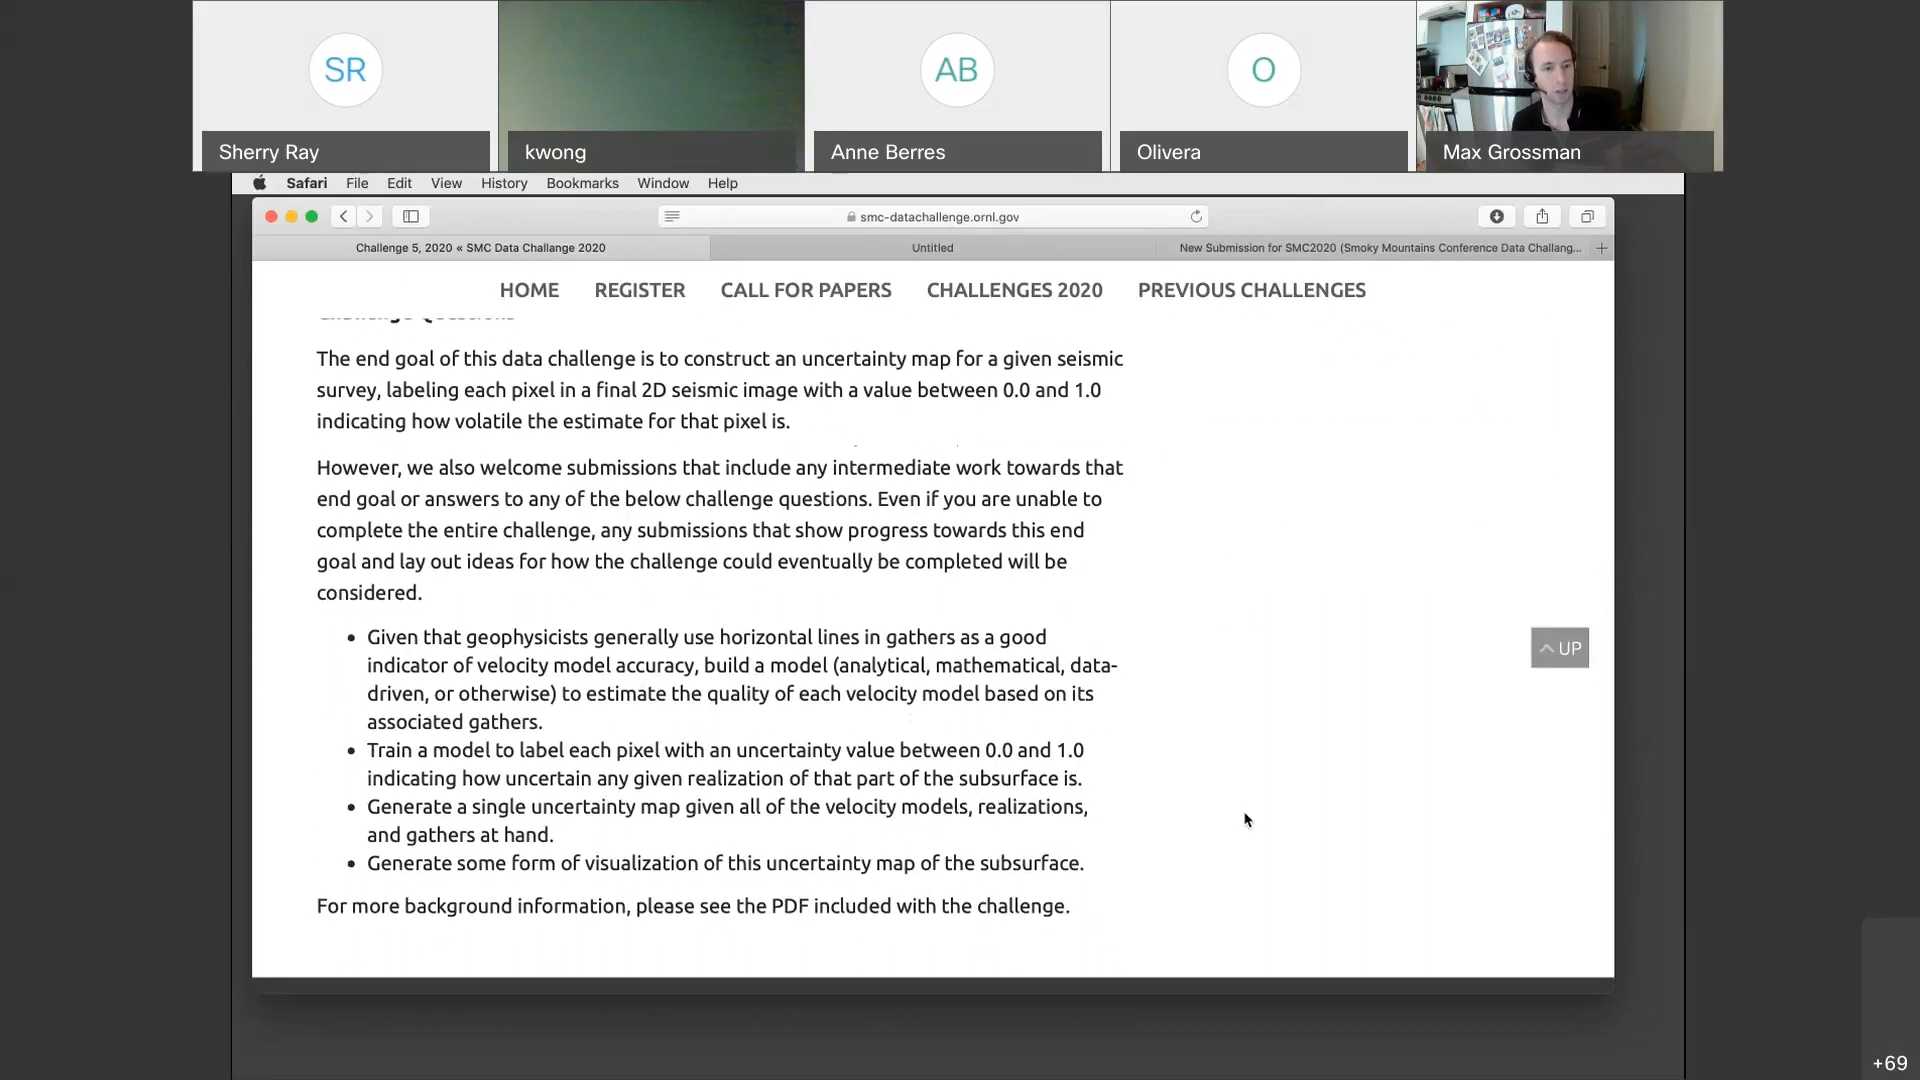 SR
AB
O
Sherry Ray
kwong
Anne Berres
Olivera
Max Grossman
Safari File Edit View History Bookmarks Window Help
smc-datachallenge.ornl.gov
Challenge 5, 2020 « SMC Data Challange 2020
Untitled
New Submission for SMC2020 (Smoky Mountains Conference Data Challang...
HOME REGISTER CALL FOR PAPERS CHALLENGES 2020 PREVIOUS CHALLENGES
The end goal of this data challenge is to construct an uncertainty map for a given seismic
survey, labeling each pixel in a final 2D seismic image with a value between 0.0 and 1.0
indicating how volatile the estimate for that pixel is.
However, we also welcome submissions that include any intermediate work towards that
end goal or answers to any of the below challenge questions. Even if you are unable to
complete the entire challenge, any submissions that show progress towards this end
goal and lay out ideas for how the challenge could eventually be completed will be
considered.
• Given that geophysicists generally use horizontal lines in gathers as a good
indicator of velocity model accuracy, build a model (analytical, mathematical, data-
driven, or otherwise) to estimate the quality of each velocity model based on its
associated gathers.
• Train a model to label each pixel with an uncertainty value between 0.0 and 1.0
indicating how uncertain any given realization of that part of the subsurface is.
• Generate a single uncertainty map given all of the velocity models, realizations,
and gathers at hand.
• Generate some form of visualization of this uncertainty map of the subsurface.
For more background information, please see the PDF included with the challenge.
UP
+69